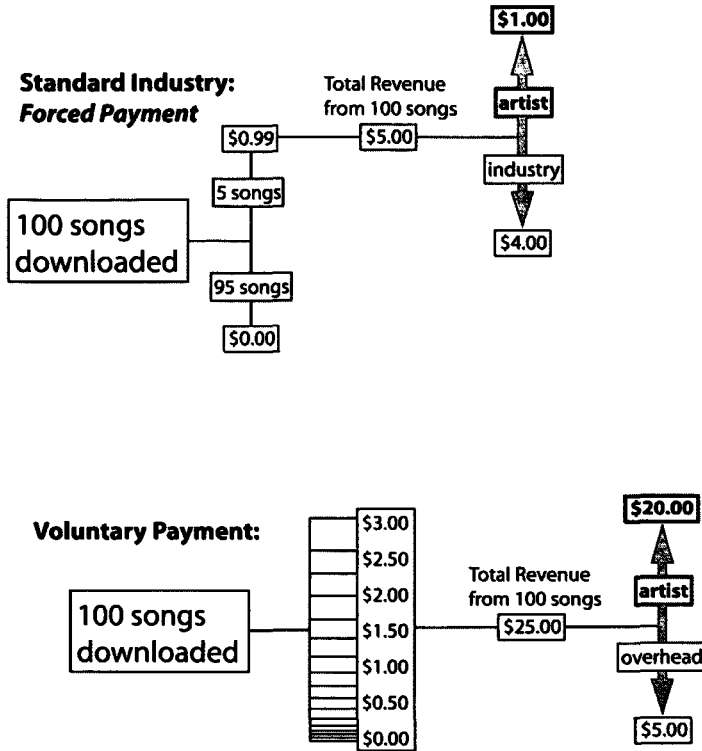 $1.00
Standard Industry:
Forced Payment
Total Revenue
from 100 songs
artist
$0.99
$5.00
industry
5 songs
100 songs
downloaded
$4.00
95 songs
$0.00
Voluntary Payment:
$3.00
$2.50
$2.00
$1.50
$1.00
$0.50
$0.00
100 songs
downloaded
Total Revenue
from 100 songs
$25.00
$20.00
artist
overhead
$5.00